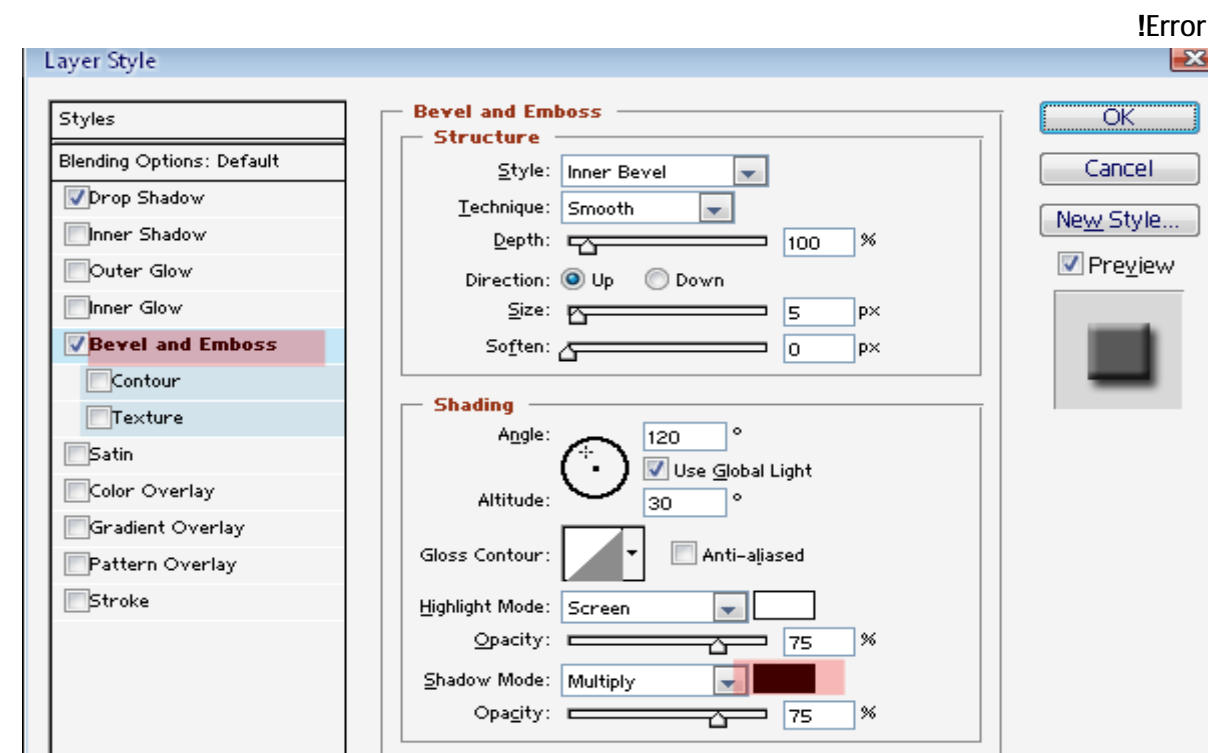 !Error
Layer Style
Styles
Blending Options: Default
Drop Shadow
Inner Shadow
Outer Glow
Inner Glow
Bevel and Emboss
Contour
Texture
Satin
Color Overlay
Gradient Overlay
Pattern Overlay
Stroke
Bevel and Emboss
Structure
Style: Inner Bevel
Technique: Smooth
Depth: 100 %
Direction: Up Down
Size: 5 px
Soften: 0 px
Shading
Angle: 120 °
Use Global Light
Altitude: 30 °
Gloss Contour: Anti-aliased
Highlight Mode: Screen
Opacity: 75 %
Shadow Mode: Multiply
Opacity: 75 %
OK
Cancel
New Style...
Preview